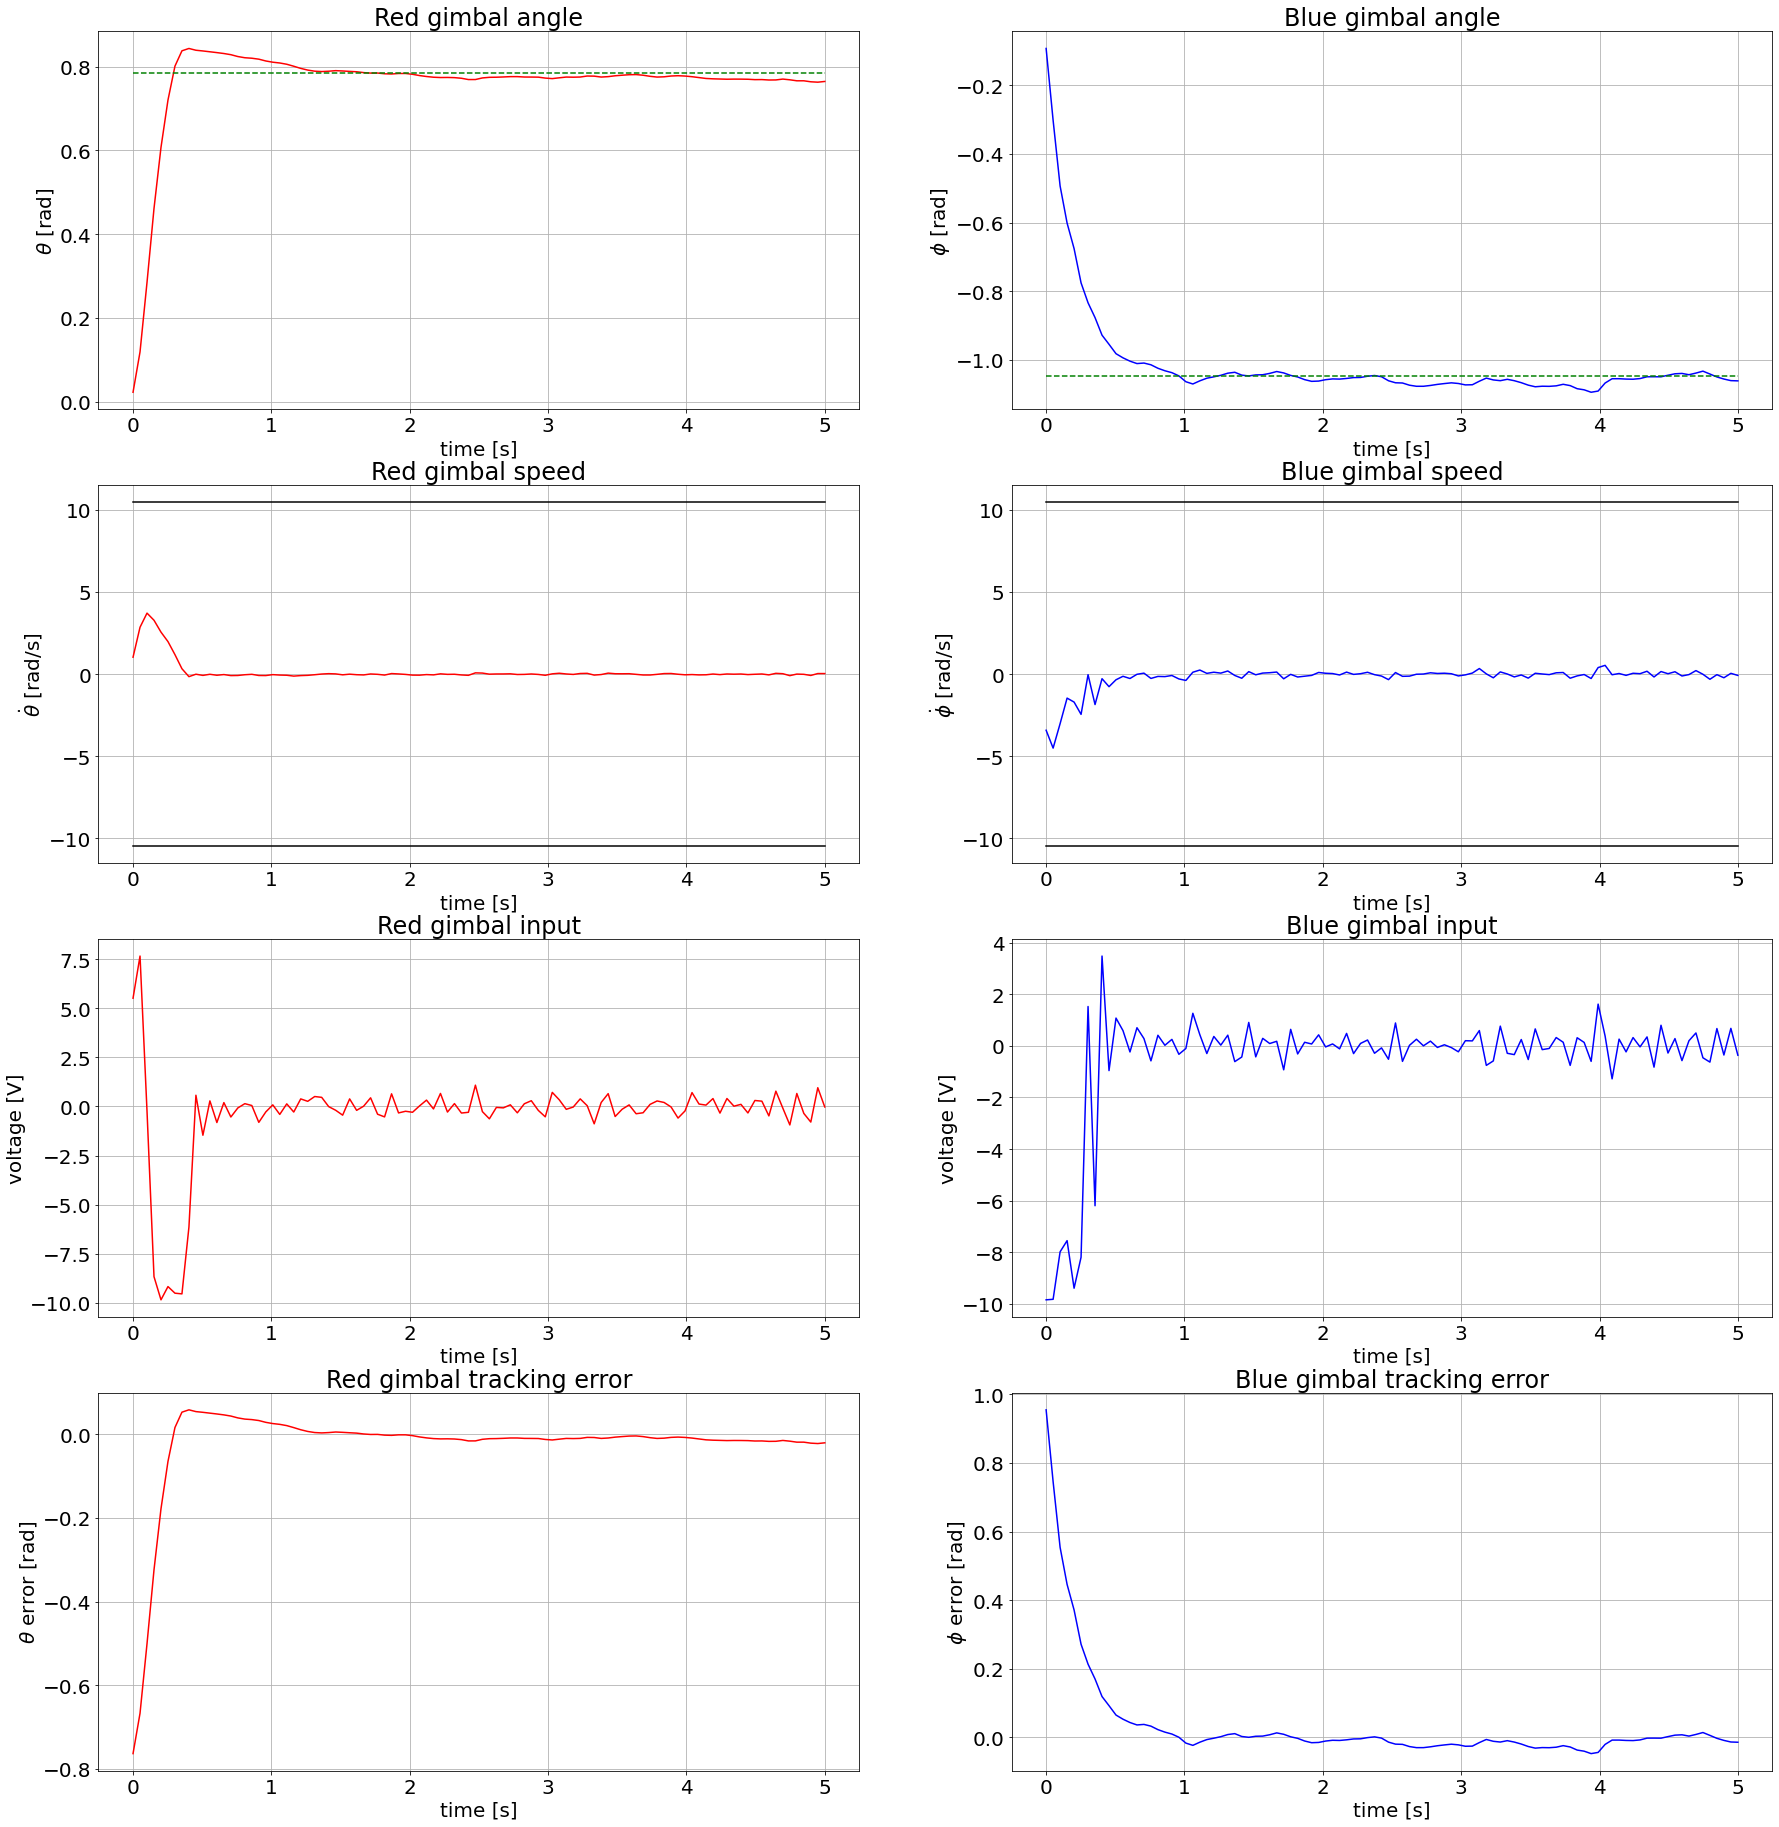 Red gimbal angle
0.8
0.6
0.4
0.2
0.0
θ [rad]
0 1 2 3 4 5
time [s]
Blue gimbal angle
−0.2
−0.4
−0.6
−0.8
−1.0
ϕ [rad]
0 1 2 3 4 5
time [s]
Red gimbal speed
10
5
0
−5
−10
θ̇ [rad/s]
0 1 2 3 4 5
time [s]
Blue gimbal speed
10
5
0
−5
−10
ϕ̇ [rad/s]
0 1 2 3 4 5
time [s]
Red gimbal input
7.5
5.0
2.5
0.0
−2.5
−5.0
−7.5
−10.0
voltage [V]
0 1 2 3 4 5
time [s]
Blue gimbal input
4
2
0
−2
−4
−6
−8
−10
voltage [V]
0 1 2 3 4 5
time [s]
Red gimbal tracking error
0.0
−0.2
−0.4
−0.6
−0.8
θ error [rad]
0 1 2 3 4 5
time [s]
Blue gimbal tracking error
1.0
0.8
0.6
0.4
0.2
0.0
ϕ error [rad]
0 1 2 3 4 5
time [s]